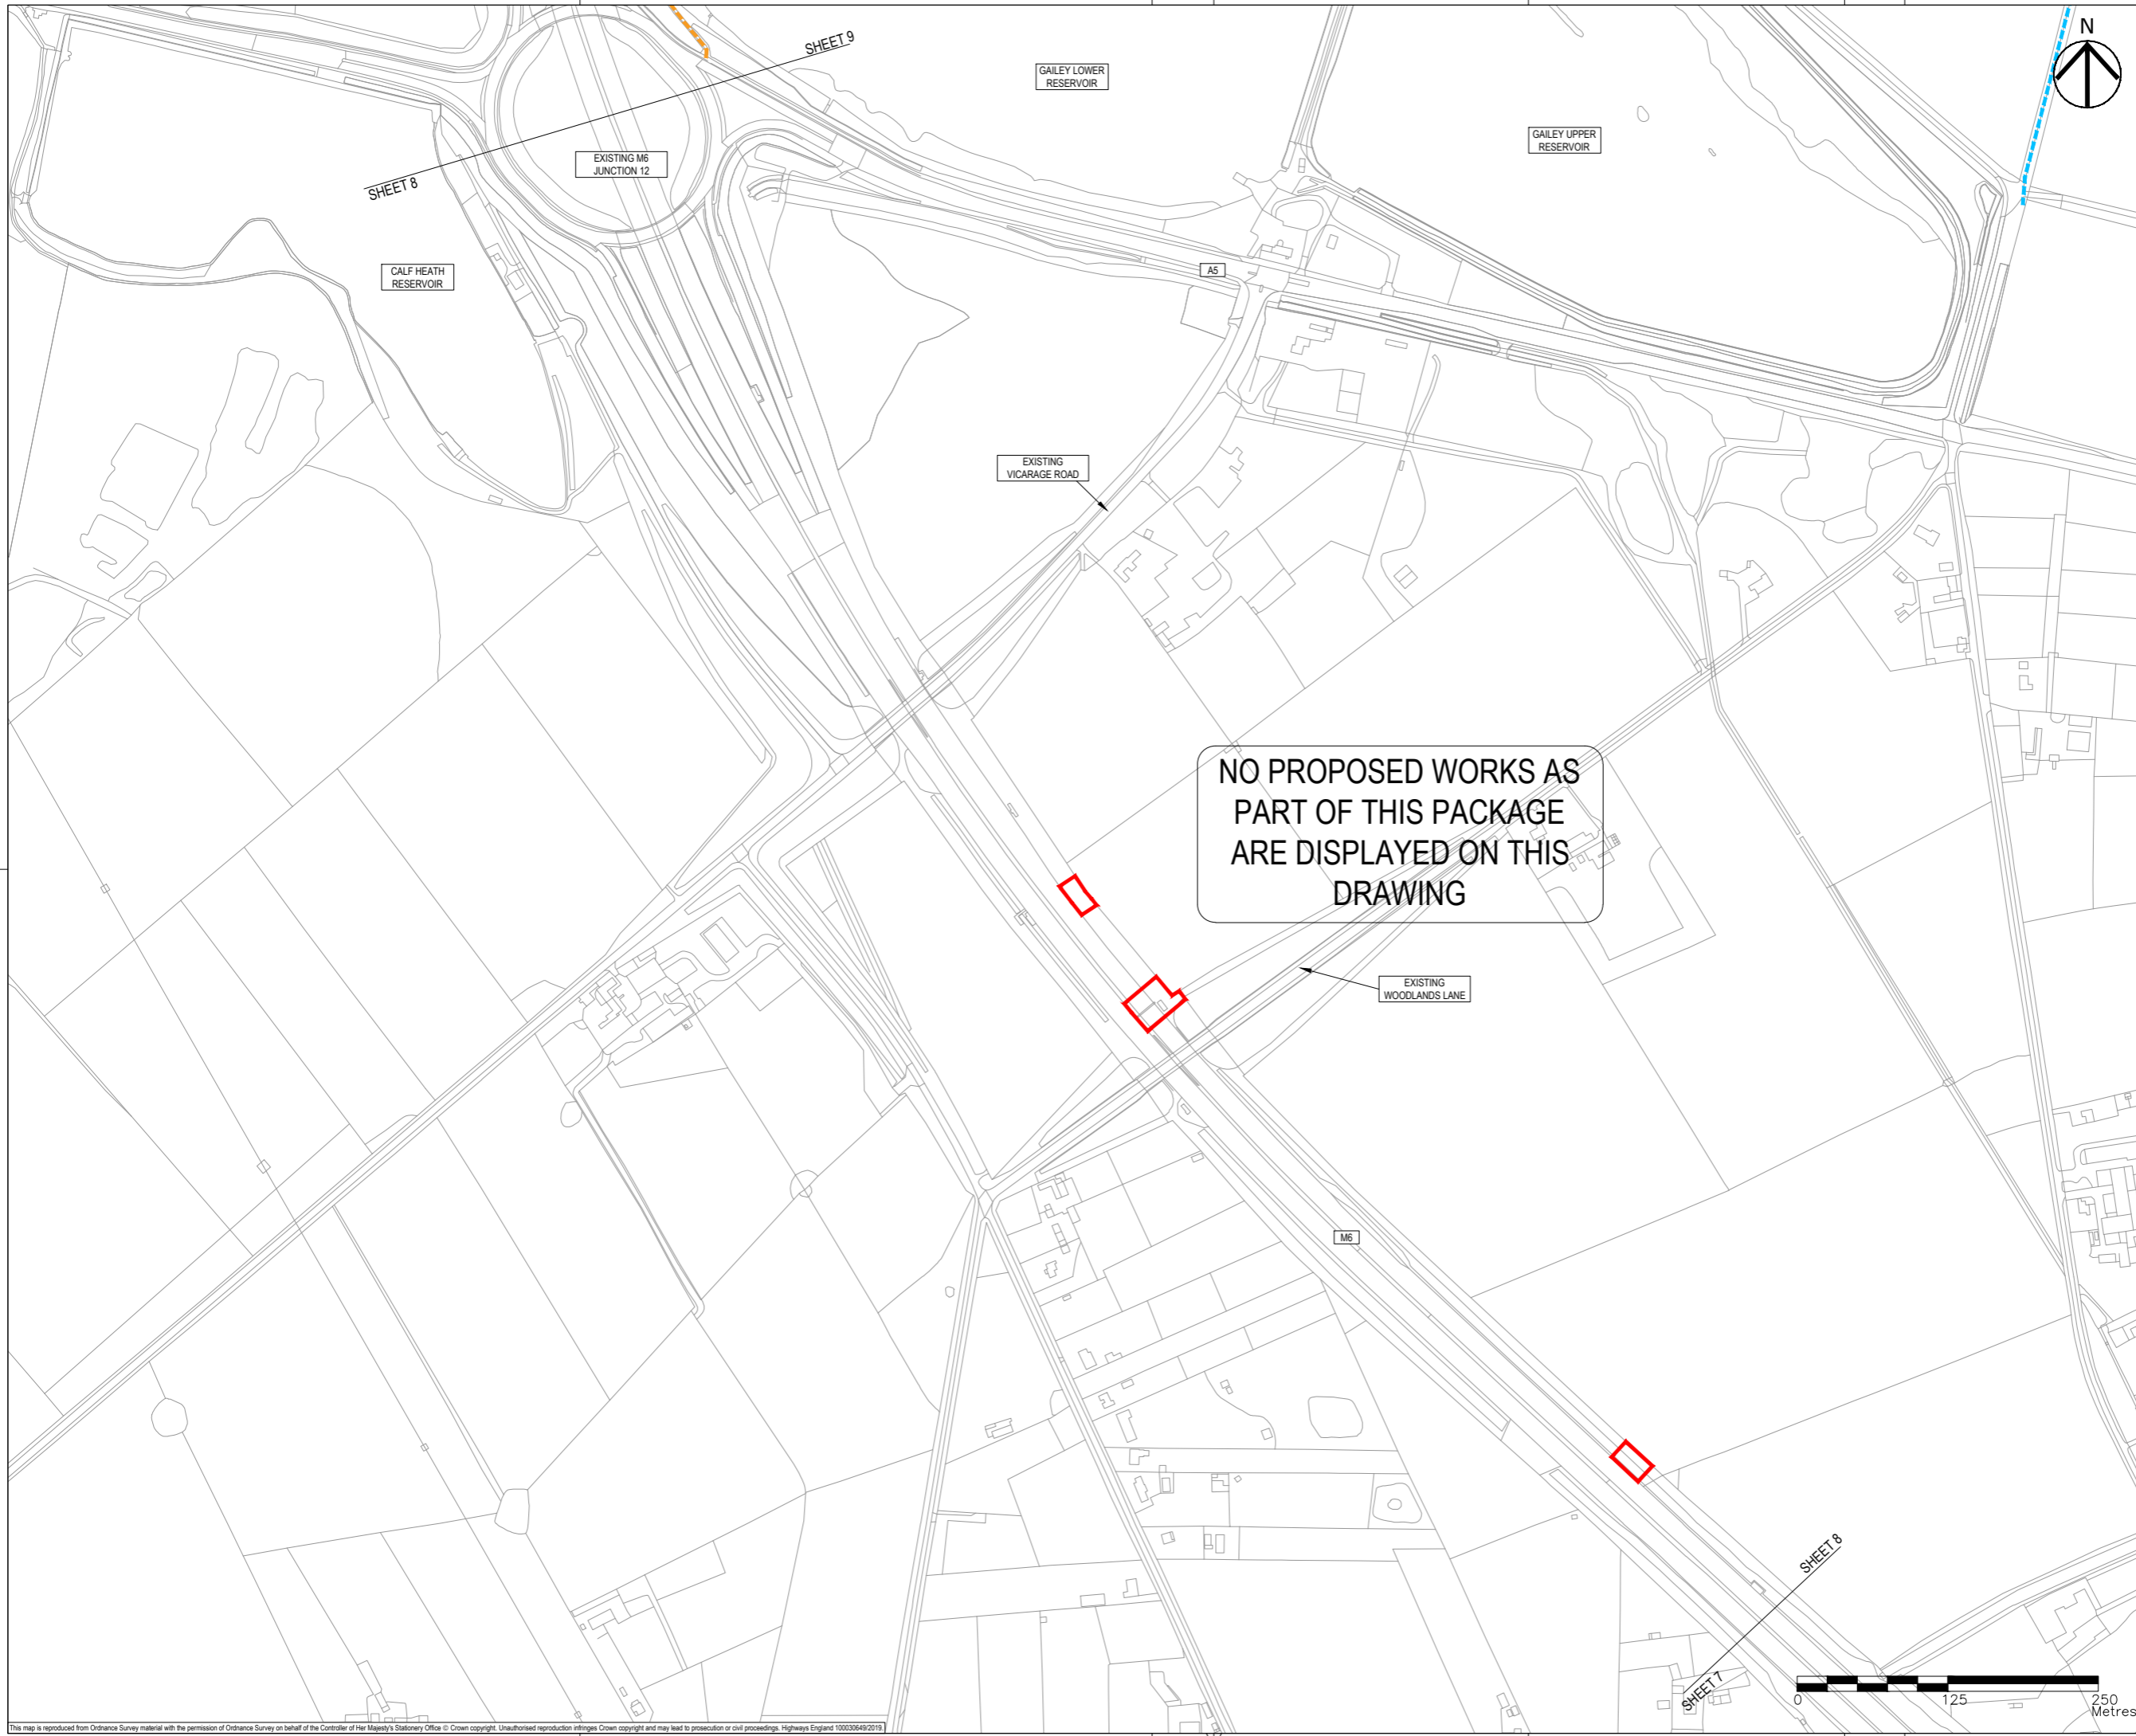 N
SHEET 9
SHEET 8
GAILEY LOWER
RESERVOIR
GAILEY UPPER
RESERVOIR
EXISTING M6
JUNCTION 12
CALF HEATH
RESERVOIR
A5
EXISTING
VICARAGE ROAD
NO PROPOSED WORKS AS
PART OF THIS PACKAGE
ARE DISPLAYED ON THIS
DRAWING
EXISTING
WOODLANDS LANE
M6
SHEET 8
SHEET 7
0 125 250
Metres
This map is reproduced from Ordnance Survey material with the permission of Ordnance Survey on behalf of the Controller of Her Majesty's Stationery Office © Crown copyright. Unauthorised reproduction infringes Crown copyright and may lead to prosecution or civil proceedings. Highways England 100030649/2019.